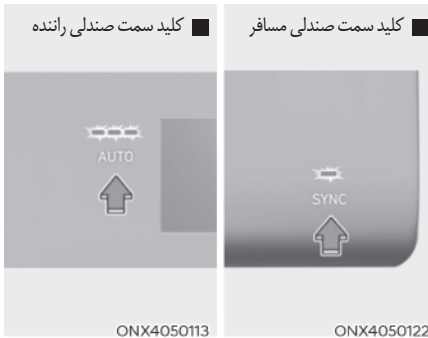 ■ کلید سمت صندلی مسافر
SYNC
ONX4050122
■ کلید سمت صندلی راننده
AUTO
ONX4050113